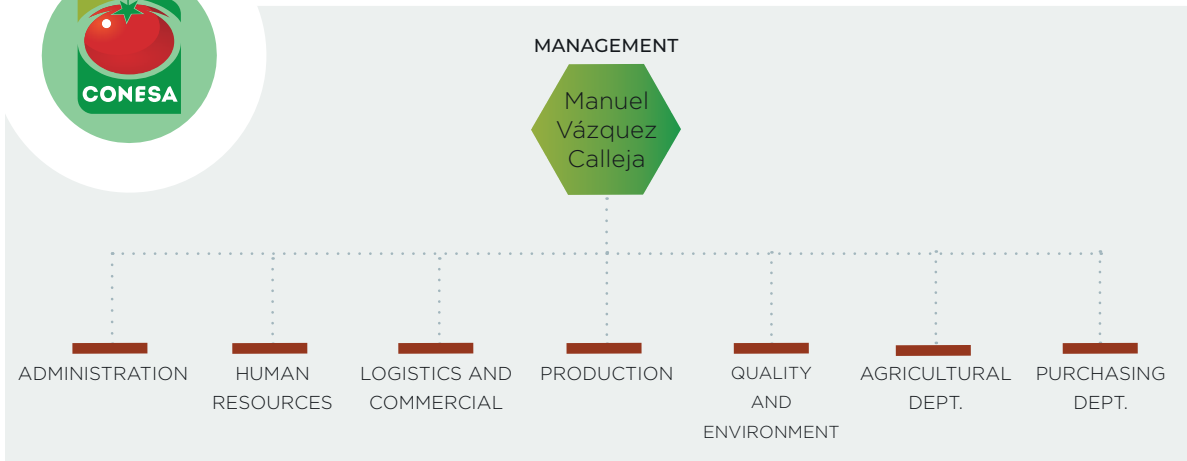 CONESA
MANAGEMENT
Manuel
Vázquez
Calleja
ADMINISTRATION
HUMAN
RESOURCES
LOGISTICS AND
COMMERCIAL
PRODUCTION
QUALITY
AND
ENVIRONMENT
AGRICULTURAL
DEPT.
PURCHASING
DEPT.